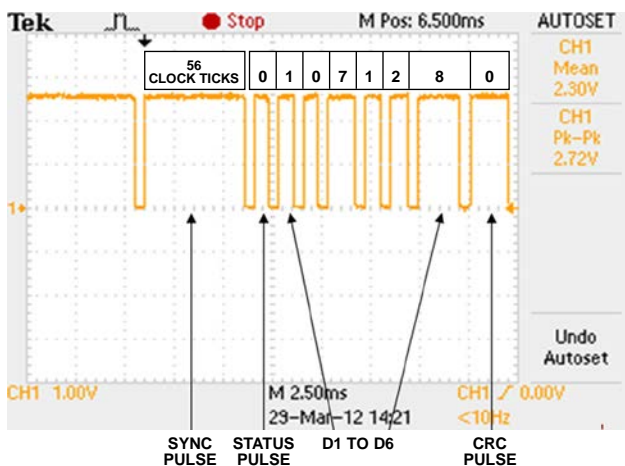 Tek Stop M Pos: 6.500ms AUTOSET
CH1
Mean
2.30V
CH1
Pk-Pk
2.72V
56
CLOCK TICKS
0 1 0 7 1 2 8 0
1
Undo
Autoset
CH1 1.00V M 2.50ms CH1 / 0.00V
29-Mar-12 14:21 <10Hz
SYNC
PULSE
STATUS
PULSE
D1 TO D6
CRC
PULSE